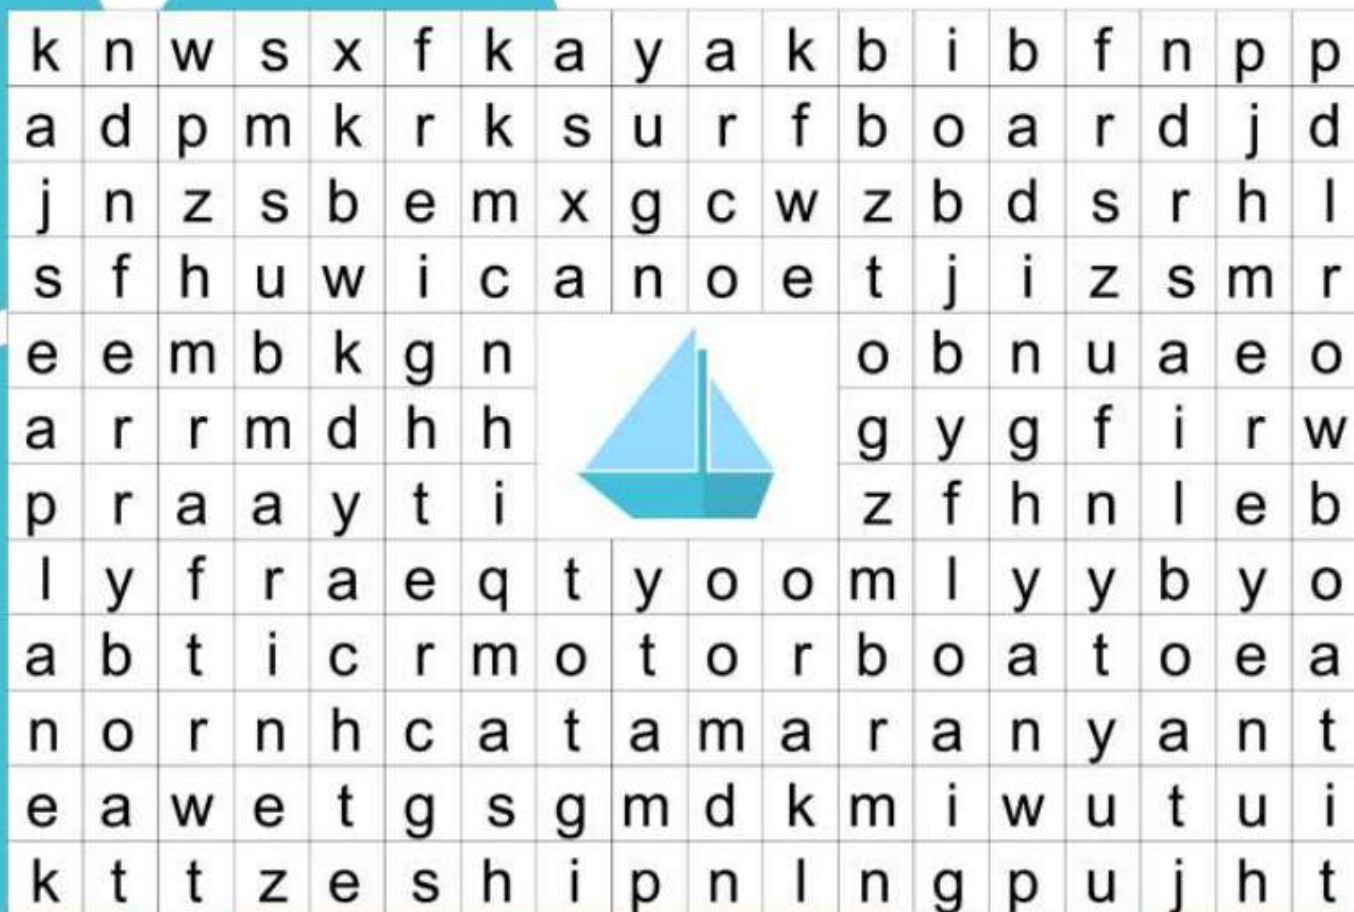 k n w s x f k a y a k b i b f n p p
a d p m k r k s u r f b o a r d j d
j n z s b e m x g c w z b d s r h l
s f h u w i c a n o e t j i z s m r
e e m b k g n o b n u a e o
a r r m d h h g y g f i r w
p r a a y t i z f h n l e b
l y f r a e q t y o o m l y y b y o
a b t i c r m o t o r b o a t o e a
n o r n h c a t a m a r a n y a n t
e a w e t g s g m d k m i w u t u i
k t t z e s h i p n l n g p u j h t